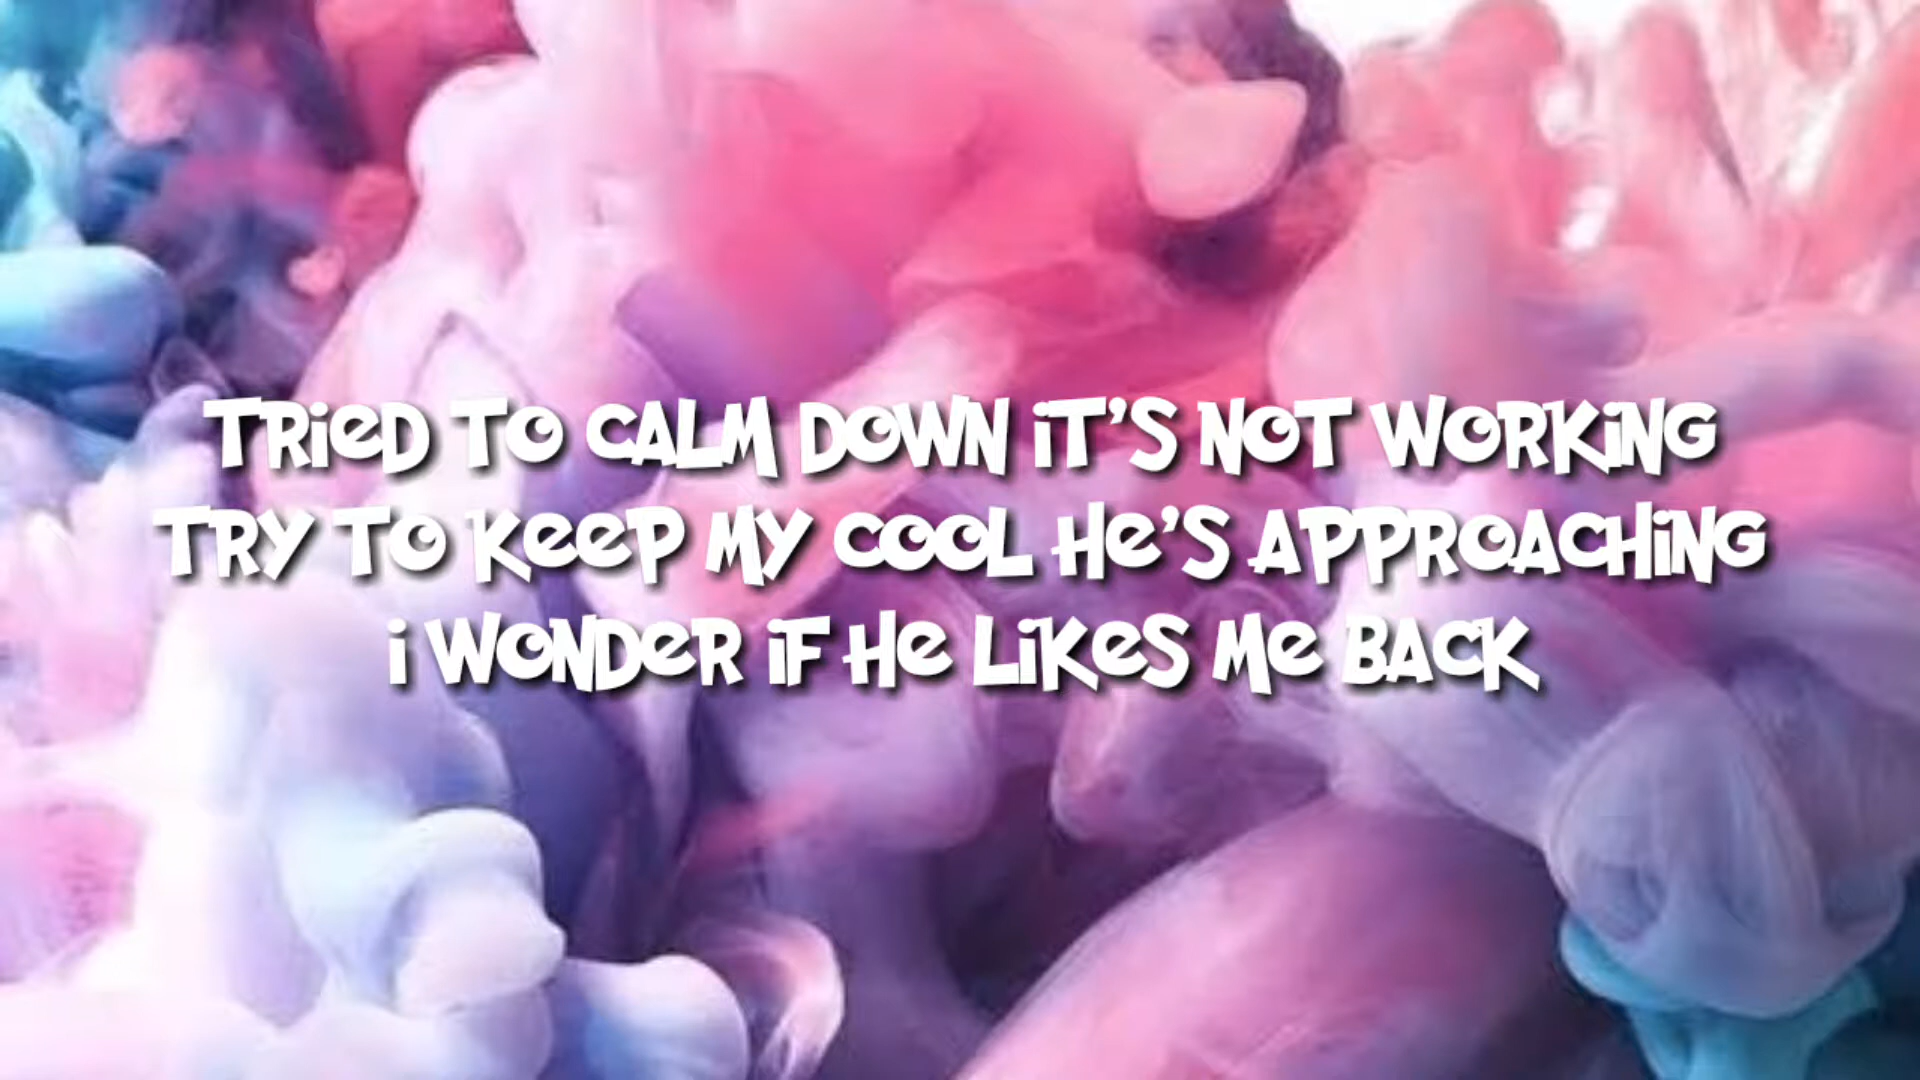 TRIED TO CALM DOWN IT'S NOT WORKING
TRY TO KEEP MY COOL HE'S APPROACHING
I WONDER IF HE LIKES ME BACK